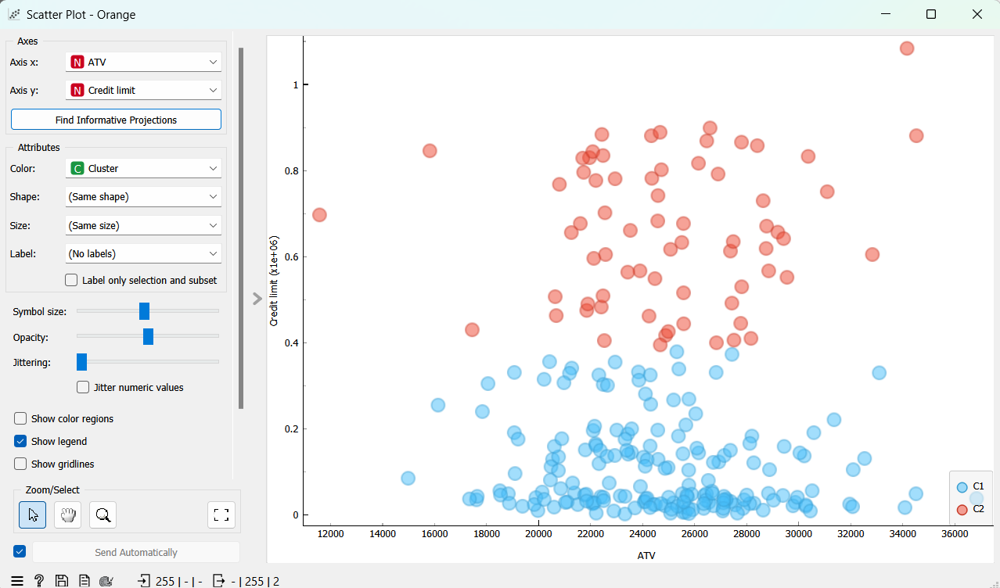 Scatter Plot - Orange
Axes
Axis x: N ATV
Axis y: N Credit limit
Find Informative Projections
Attributes
Color: C Cluster
Shape: (Same shape)
Size: (Same size)
Label: (No labels)
Label only selection and subset
Symbol size:
Opacity:
Jittering:
Jitter numeric values
Show color regions
Show legend
Show gridlines
Zoom/Select
Send Automatically
255 | - | - - | 255 | 2
Credit limit (x1e+06)
1
0.8
0.6
0.4
0.2
0
12000 14000 16000 18000 20000 22000 24000 26000 28000 30000 32000 34000 36000
ATV
C1
C2